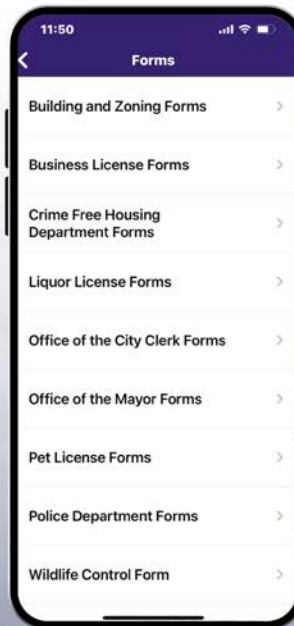 11:50
Forms
Building and Zoning Forms
Business License Forms
Crime Free Housing
Department Forms
Liquor License Forms
Office of the City Clerk Forms
Office of the Mayor Forms
Pet License Forms
Police Department Forms
Wildlife Control Form